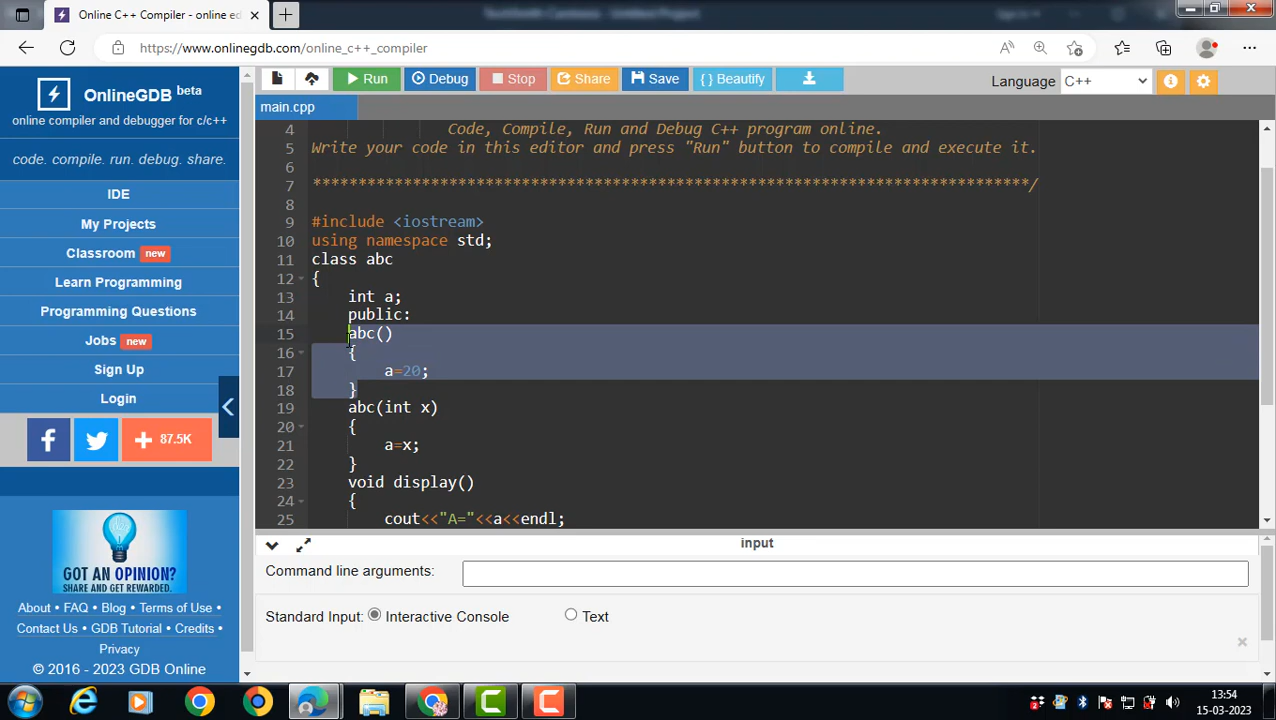 Online C++ Compiler - online ed
https://www.onlinegdb.com/online_c++_compiler
OnlineGDB beta
online compiler and debugger for c/c++
code. compile. run. debug. share.
IDE
My Projects
Classroom new
Learn Programming
Programming Questions
Jobs new
Sign Up
Login
87.5K
GOT AN OPINION?
SHARE AND GET REWARDED.
About • FAQ • Blog • Terms of Use •
Contact Us • GDB Tutorial • Credits •
Privacy
© 2016 - 2023 GDB Online
Run Debug Stop Share Save { } Beautify
Language C++
main.cpp
4 Code, Compile, Run and Debug C++ program online.
5 Write your code in this editor and press "Run" button to compile and execute it.
6
7 *******************************************************************************/
8
9 #include <iostream>
10 using namespace std;
11 class abc
12 {
13 int a;
14 public:
15 abc()
16 {
17 a=20;
18 }
19 abc(int x)
20 {
21 a=x;
22 }
23 void display()
24 {
25 cout<<"A="<<a<<endl;
input
Command line arguments:
Standard Input: Interactive Console Text
13:54
15-03-2023